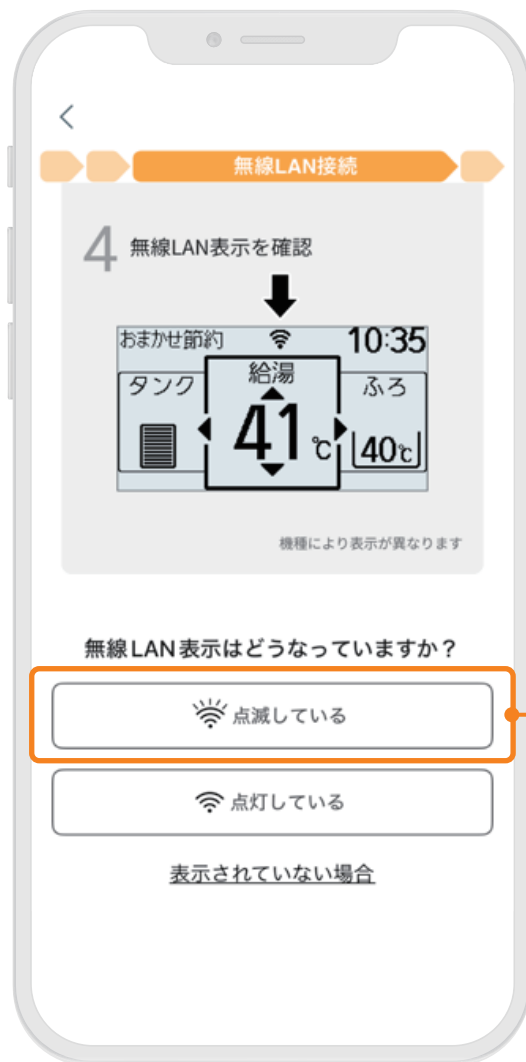 無線LAN接続
4 無線LAN表示を確認
おまかせ節約 10:35
タンク 給湯 ふろ
41℃ 40℃
機種により表示が異なります
無線LAN表示はどうなっていますか？
点滅している
点灯している
表示されていない場合